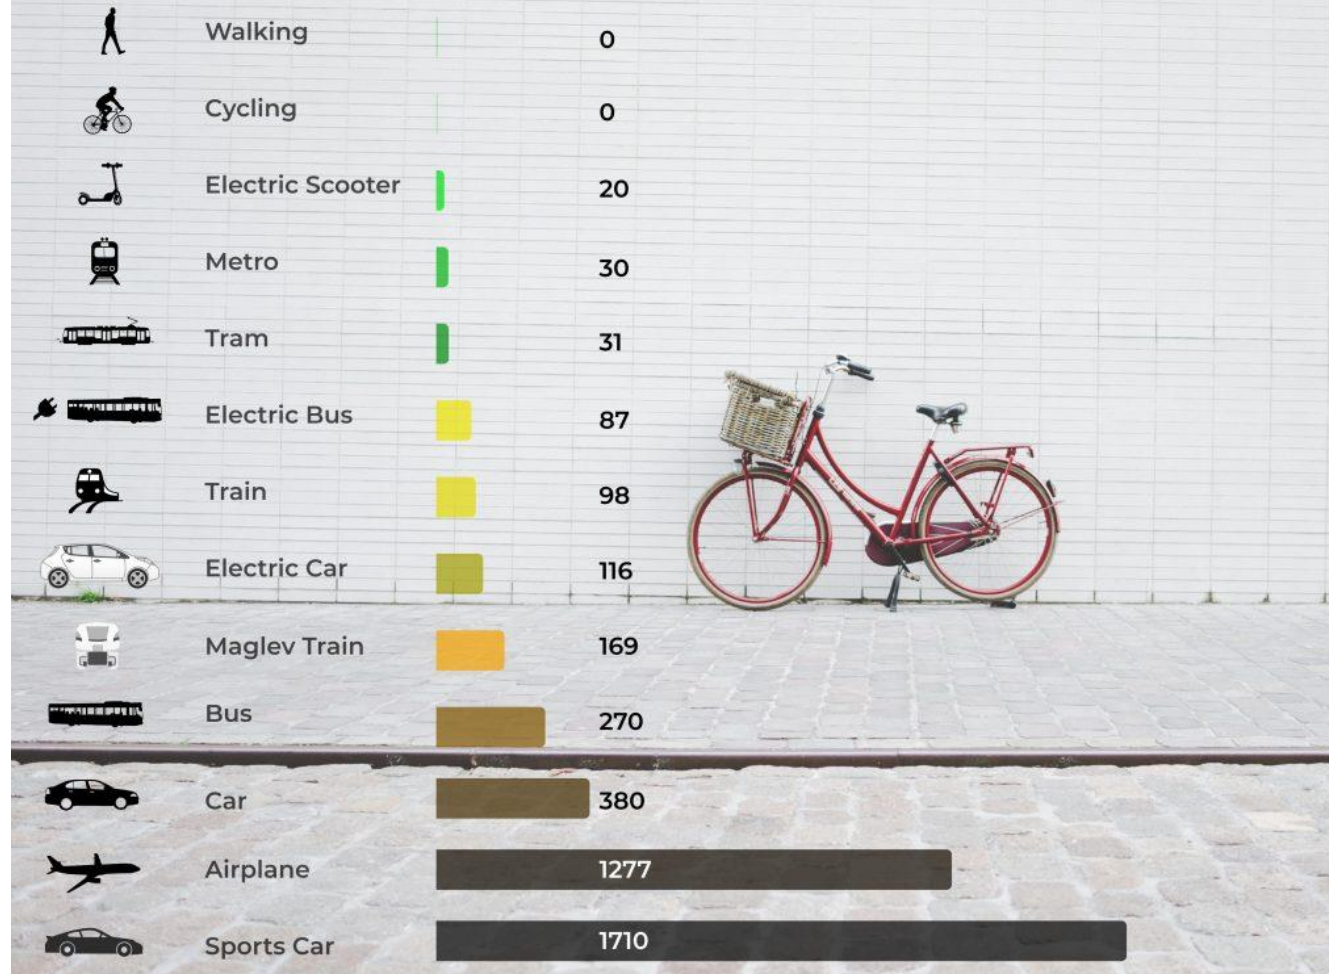 Walking 0
Cycling 0
Electric Scooter 20
Metro 30
Tram 31
Electric Bus 87
Train 98
Electric Car 116
Maglev Train 169
Bus 270
Car 380
Airplane 1277
Sports Car 1710